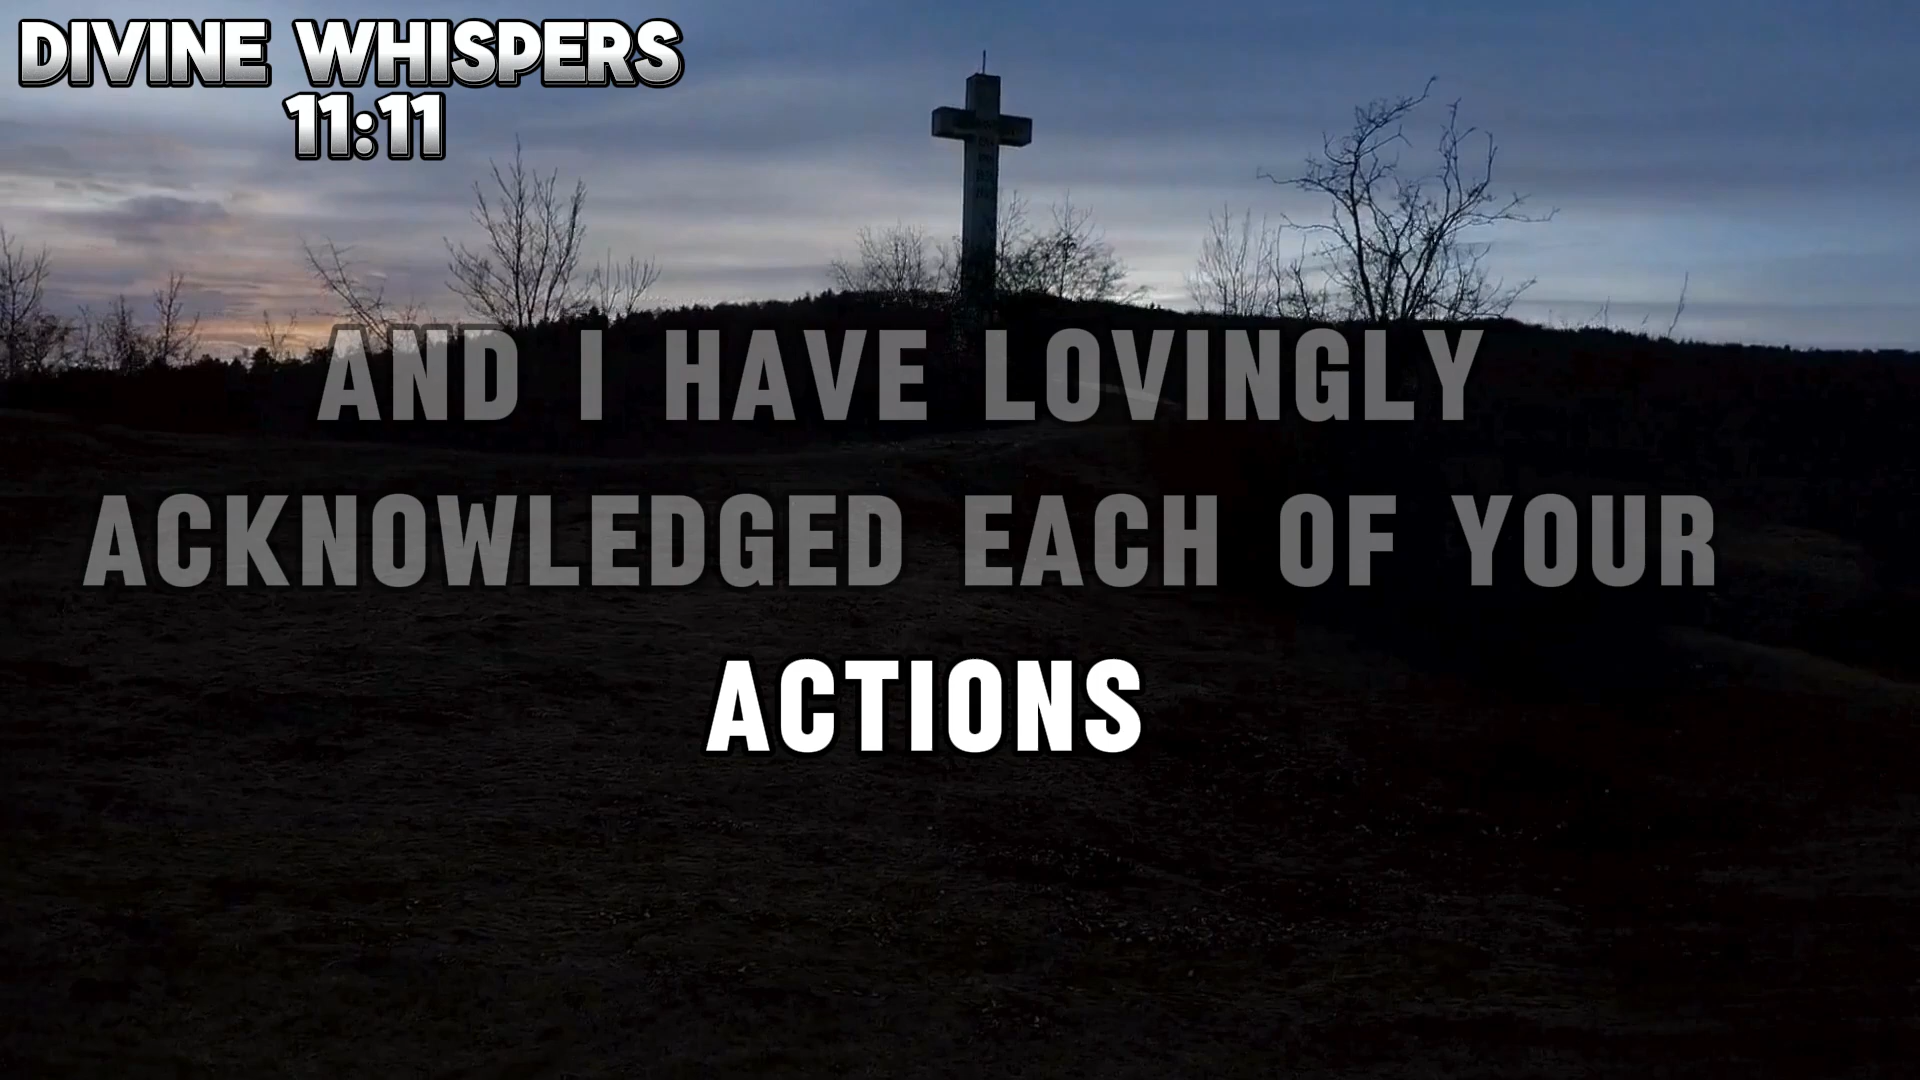 DIVINE WHISPERS
11:11
AND I HAVE LOVINGLY
ACKNOWLEDGED EACH OF YOUR
ACTIONS